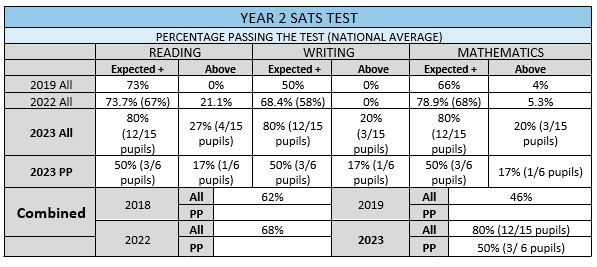 YEAR 2 SATS TEST
PERCENTAGE PASSING THE TEST (NATIONAL AVERAGE)
READING WRITING MATHEMATICS
Expected + Above Expected + Above Expected + Above
2019 All 73% 0% 50% 0% 66% 4%
2022 All 73.7% (67%) 21.1% 68.4% (58%) 0% 78.9% (68%) 5.3%
2023 All 80% (12/15 pupils) 27% (4/15 pupils) 80% (12/15 pupils) 20% (3/15 pupils) 80% (12/15 pupils) 20% (3/15 pupils)
2023 PP 50% (3/6 pupils) 17% (1/6 pupils) 50% (3/6 pupils) 17% (1/6 pupils) 50% (3/6 pupils) 17% (1/6 pupils)
Combined 2018 All 62% 2019 All 46%
PP PP
2022 All 68% 2023 All 80% (12/15 pupils)
PP PP 50% (3/ 6 pupils)